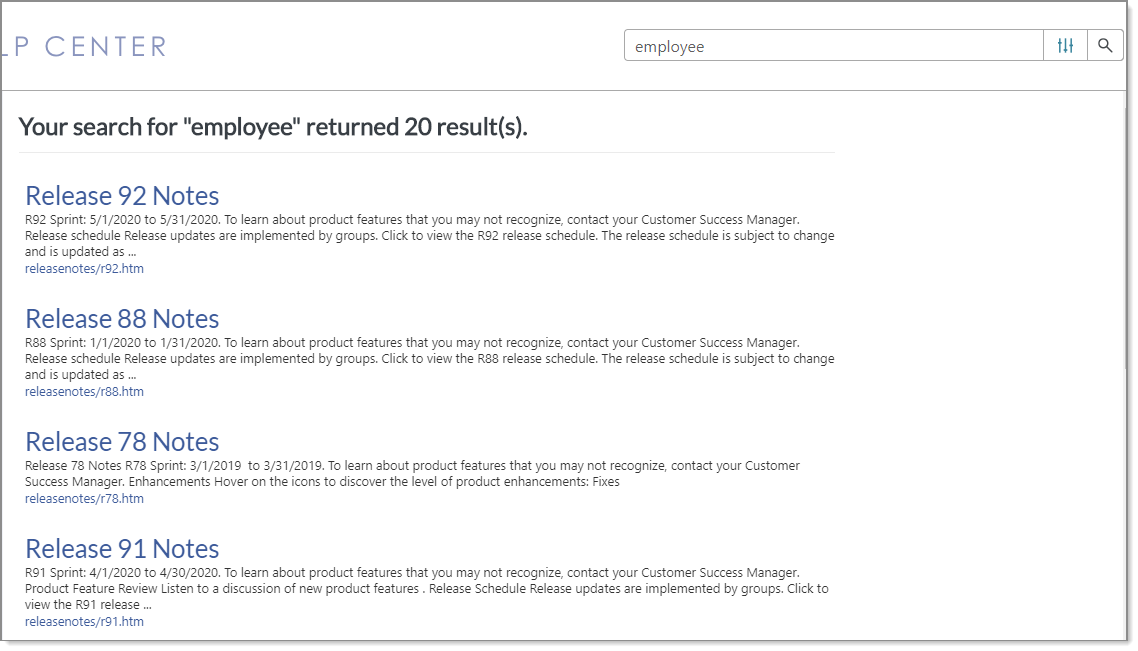 LP CENTER
employee
Your search for "employee" returned 20 result(s).
Release 92 Notes
R92 Sprint: 5/1/2020 to 5/31/2020. To learn about product features that you may not recognize, contact your Customer Success Manager.
Release schedule Release updates are implemented by groups. Click to view the R92 release schedule. The release schedule is subject to change
and is updated as ...
releasenotes/r92.htm
Release 88 Notes
R88 Sprint: 1/1/2020 to 1/31/2020. To learn about product features that you may not recognize, contact your Customer Success Manager.
Release schedule Release updates are implemented by groups. Click to view the R88 release schedule. The release schedule is subject to change
and is updated as ...
releasenotes/r88.htm
Release 78 Notes
Release 78 Notes R78 Sprint: 3/1/2019  to 3/31/2019. To learn about product features that you may not recognize, contact your Customer
Success Manager. Enhancements Hover on the icons to discover the level of product enhancements: Fixes
releasenotes/r78.htm
Release 91 Notes
R91 Sprint: 4/1/2020 to 4/30/2020. To learn about product features that you may not recognize, contact your Customer Success Manager.
Product Feature Review Listen to a discussion of new product features . Release Schedule Release updates are implemented by groups. Click to
view the R91 release ...
releasenotes/r91.htm